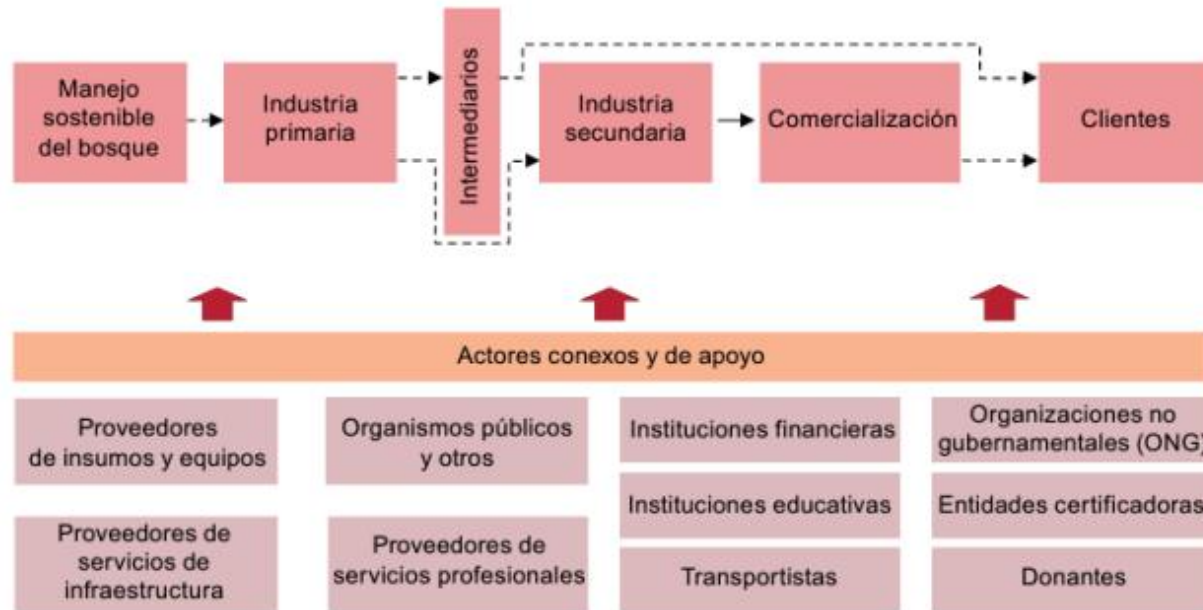 Manejo
sostenible
del bosque
Industria
primaria
Intermediarios
Industria
secundaria
Comercialización
Clientes
Actores conexos y de apoyo
Proveedores
de insumos y equipos
Organismos públicos
y otros
Instituciones financieras
Organizaciones no
gubernamentales (ONG)
Instituciones educativas
Entidades certificadoras
Proveedores de
servicios de
infraestructura
Proveedores de
servicios profesionales
Transportistas
Donantes